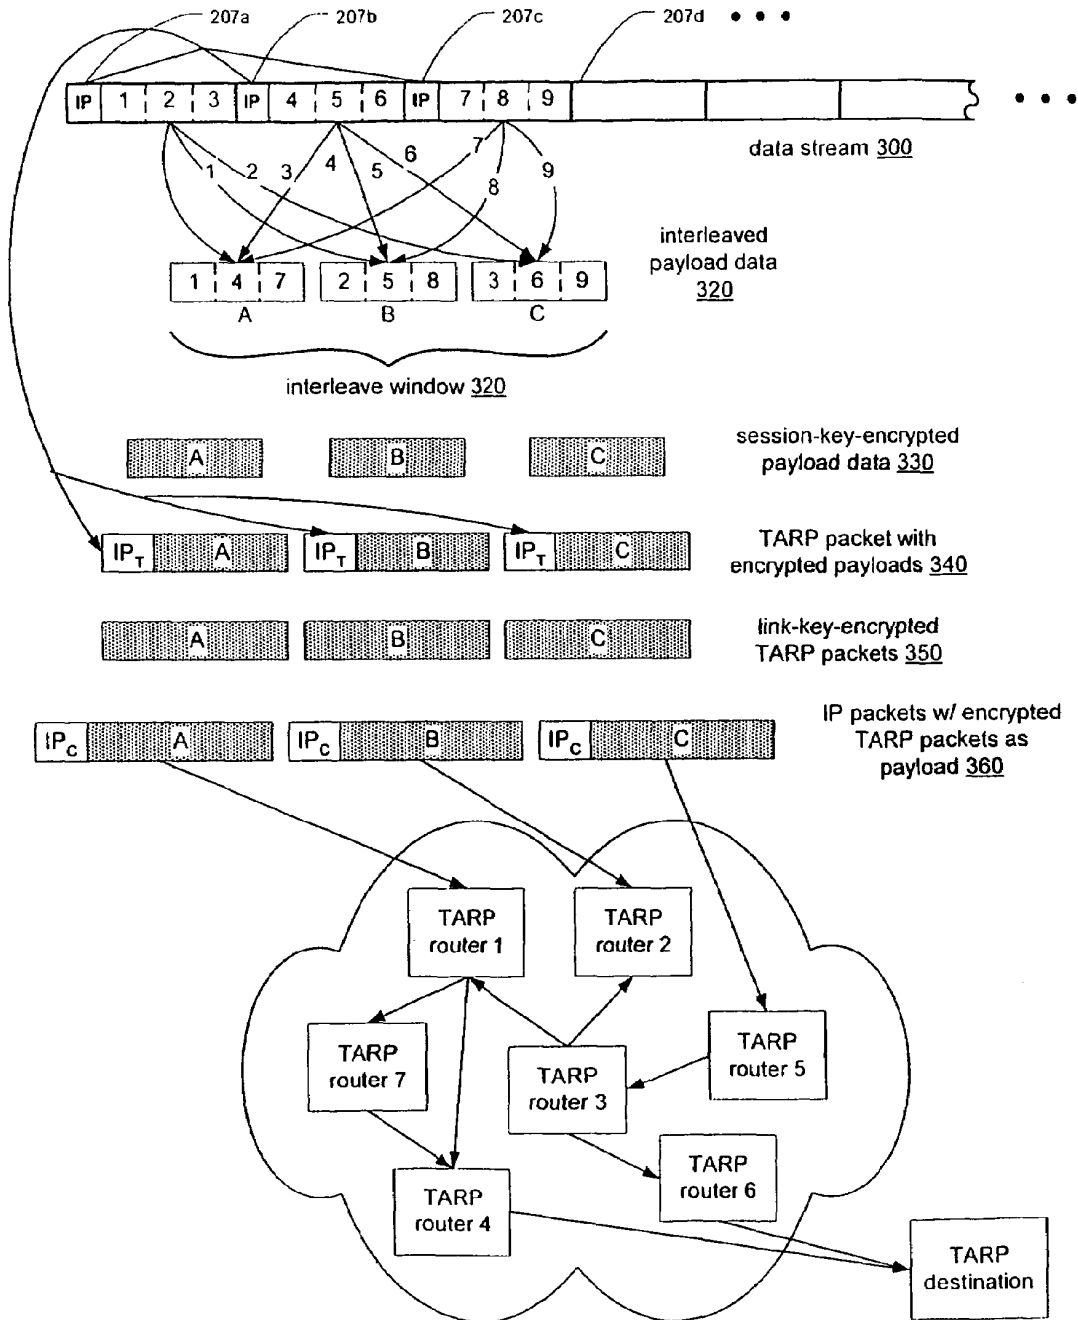 207a 207b 207c 207d • • •
IP 1 2 3 IP 4 5 6 IP 7 8 9 • • •
data stream 300
1 2 3 4 5 6 7 8 9
interleaved
payload data
320
1 4 7 2 5 8 3 6 9
A B C
interleave window 320
session-key-encrypted
payload data 330
A B C
TARP packet with
encrypted payloads 340
IPT A IPT B IPT C
link-key-encrypted
TARP packets 350
A B C
IP packets w/ encrypted
TARP packets as
payload 360
IPC A IPC B IPC C
TARP
router 1
TARP
router 2
TARP
router 7
TARP
router 3
TARP
router 5
TARP
router 4
TARP
router 6
TARP
destination